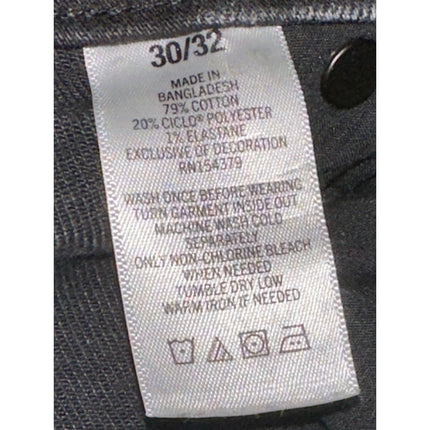 30/32
MADE IN
BANGLADESH
79% COTTON
20% CICLO® POLYESTER
1% ELASTANE
EXCLUSIVE OF DECORATION
RN154379
WASH ONCE BEFORE WEARING
TURN GARMENT INSIDE OUT
MACHINE WASH COLD
SEPARATELY
ONLY NON-CHLORINE BLEACH
WHEN NEEDED
TUMBLE DRY LOW
WARM IRON IF NEEDED